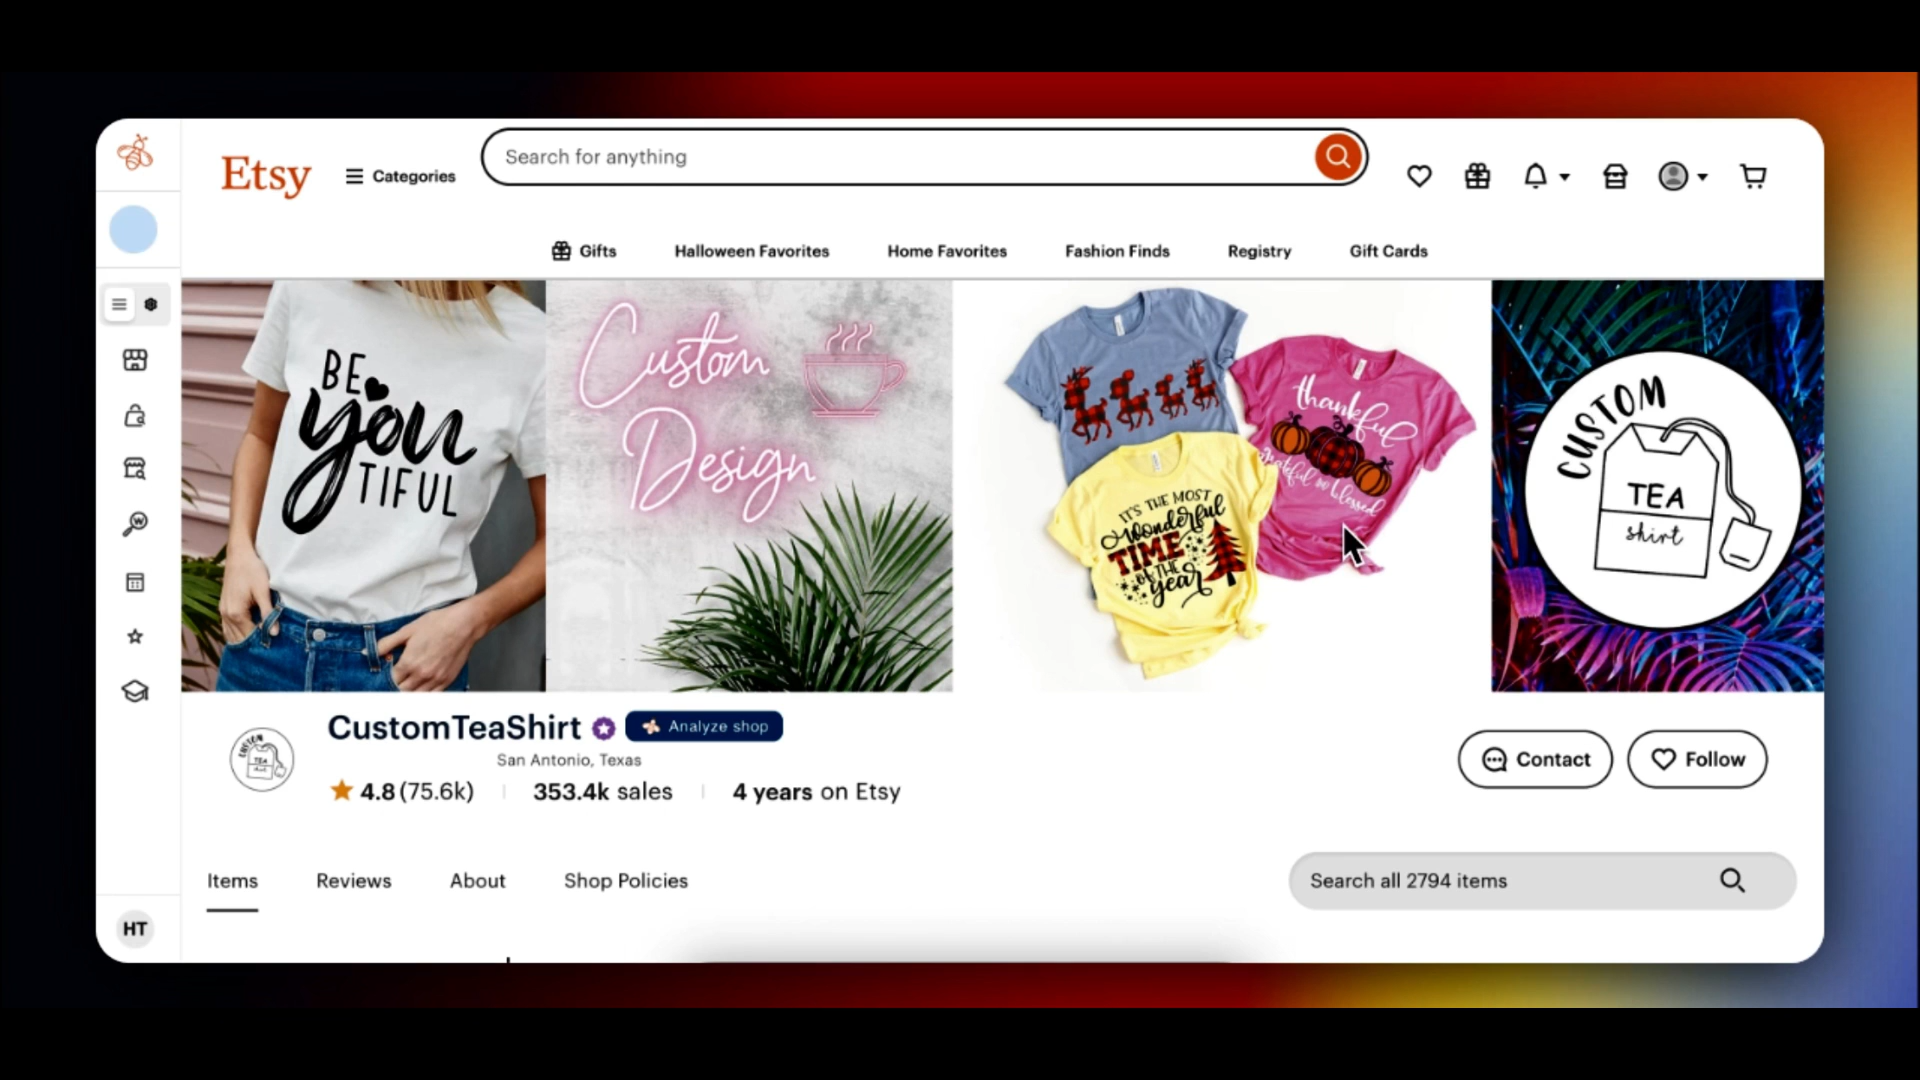 Etsy
Categories
Search for anything
Gifts
Halloween Favorites
Home Favorites
Fashion Finds
Registry
Gift Cards
BE
you
TIFUL
Custom
Design
thankful
grateful & blessed
IT'S THE MOST
wonderful
TIME
OF THE
year
CUSTOM
TEA
shirt
CustomTeaShirt
Analyze shop
San Antonio, Texas
4.8 (75.6k)
353.4k sales
4 years on Etsy
Contact
Follow
Items
Reviews
About
Shop Policies
Search all 2794 items
HT